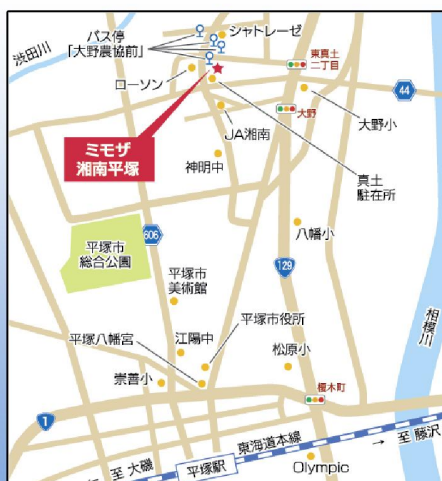 バス停
「大野農協前」
シャトレーゼ
渋田川
ローソン
東真土
二丁目
44
大野
大野小
ミモザ
湘南平塚
JA湘南
神明中
真土
駐在所
606
八幡小
平塚市
総合公園
129
平塚市
美術館
相模川
平塚市役所
平塚八幡宮
江陽中
松原小
崇善小
榎木町
1
東海道本線
→ 至 藤沢
← 至 大磯
平塚駅
Olympic